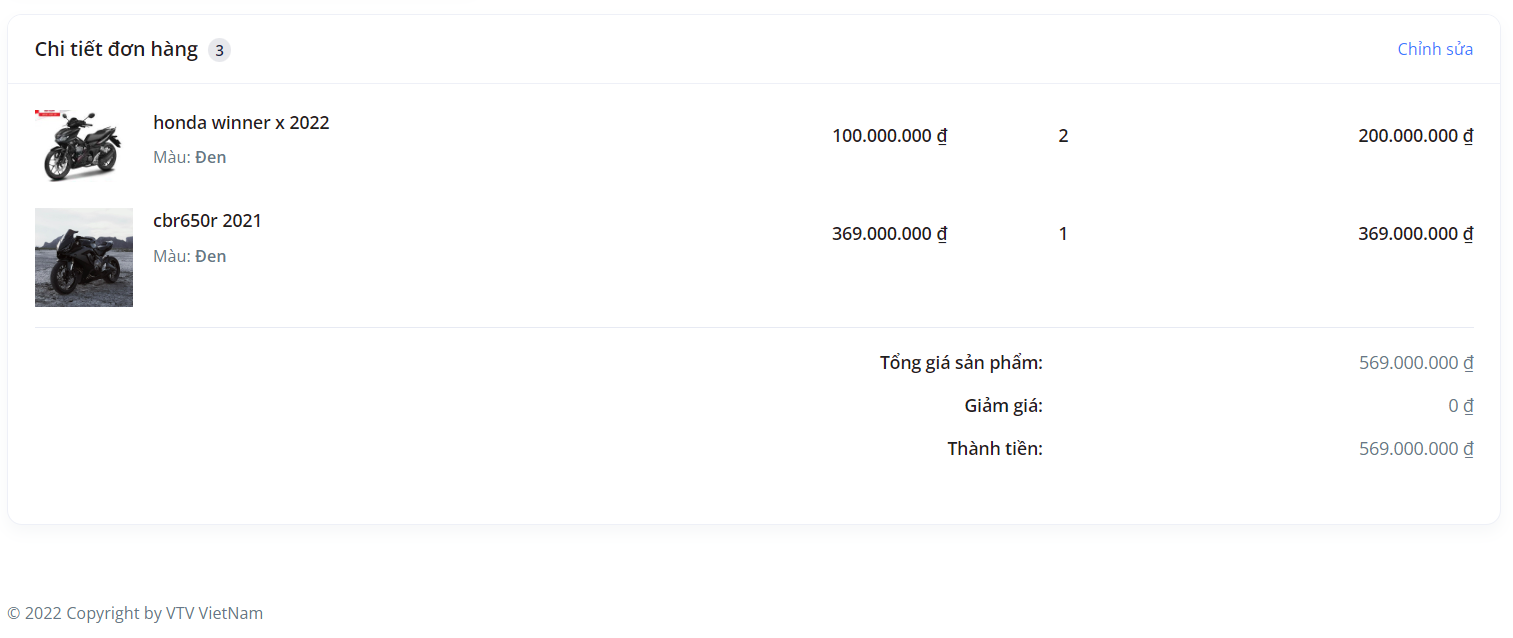 Chi tiết đơn hàng 3 Chỉnh sửa
honda winner x 2022
Màu: Đen
100.000.000 ₫ 2 200.000.000 ₫
cbr650r 2021
Màu: Đen
369.000.000 ₫ 1 369.000.000 ₫
Tổng giá sản phẩm: 569.000.000 ₫
Giảm giá: 0 ₫
Thành tiền: 569.000.000 ₫
© 2022 Copyright by VTV VietNam